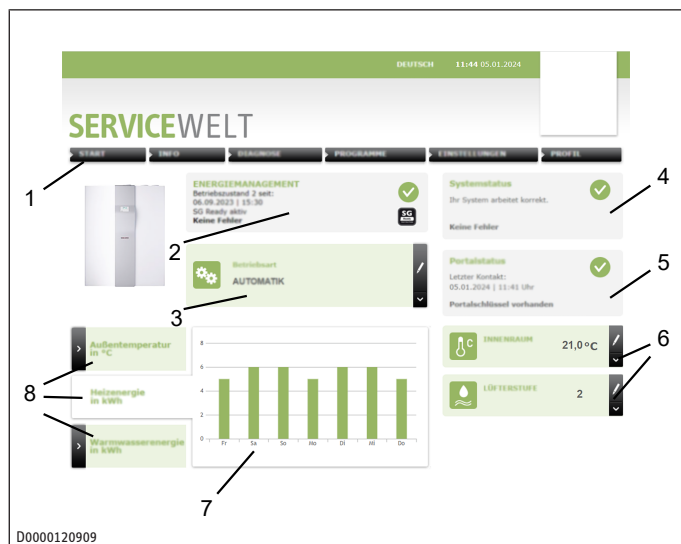 DEUTSCH 11:44 05.01.2024
SERVICEWELT
START INFO DIAGNOSE PROGRAMME EINSTELLUNGEN PROFIL
1
ENERGIEMANAGEMENT
Betriebszustand 2 seit:
06.09.2023 | 15:30
SG Ready aktiv
Keine Fehler
SG
2
Systemstatus
Ihr System arbeitet korrekt.
Keine Fehler
4
Betriebsart
AUTOMATIK
3
Portalstatus
Letzter Kontakt:
05.01.2024 | 11:41 Uhr
Portalschlüssel vorhanden
5
°C INNENRAUM 21,0 °C
6
LÜFTERSTUFE 2
Außentemperatur
in °C
8
Heizenergie
in kWh
Warmwasserenergie
in kWh
8
6
4
2
0
Fr Sa So Mo Di Mi Do
7
D0000120909